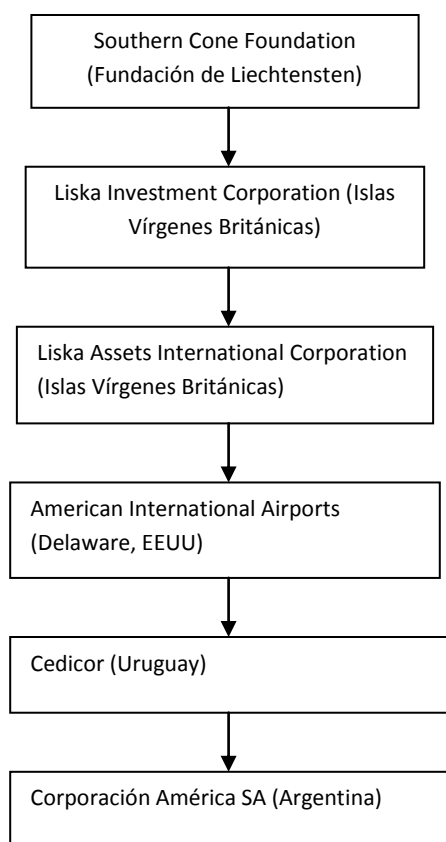 Southern Cone Foundation
(Fundación de Liechtensten)
Liska Investment Corporation (Islas
Vírgenes Británicas)
Liska Assets International Corporation
(Islas Vírgenes Británicas)
American International Airports
(Delaware, EEUU)
Cedicor (Uruguay)
Corporación América SA (Argentina)